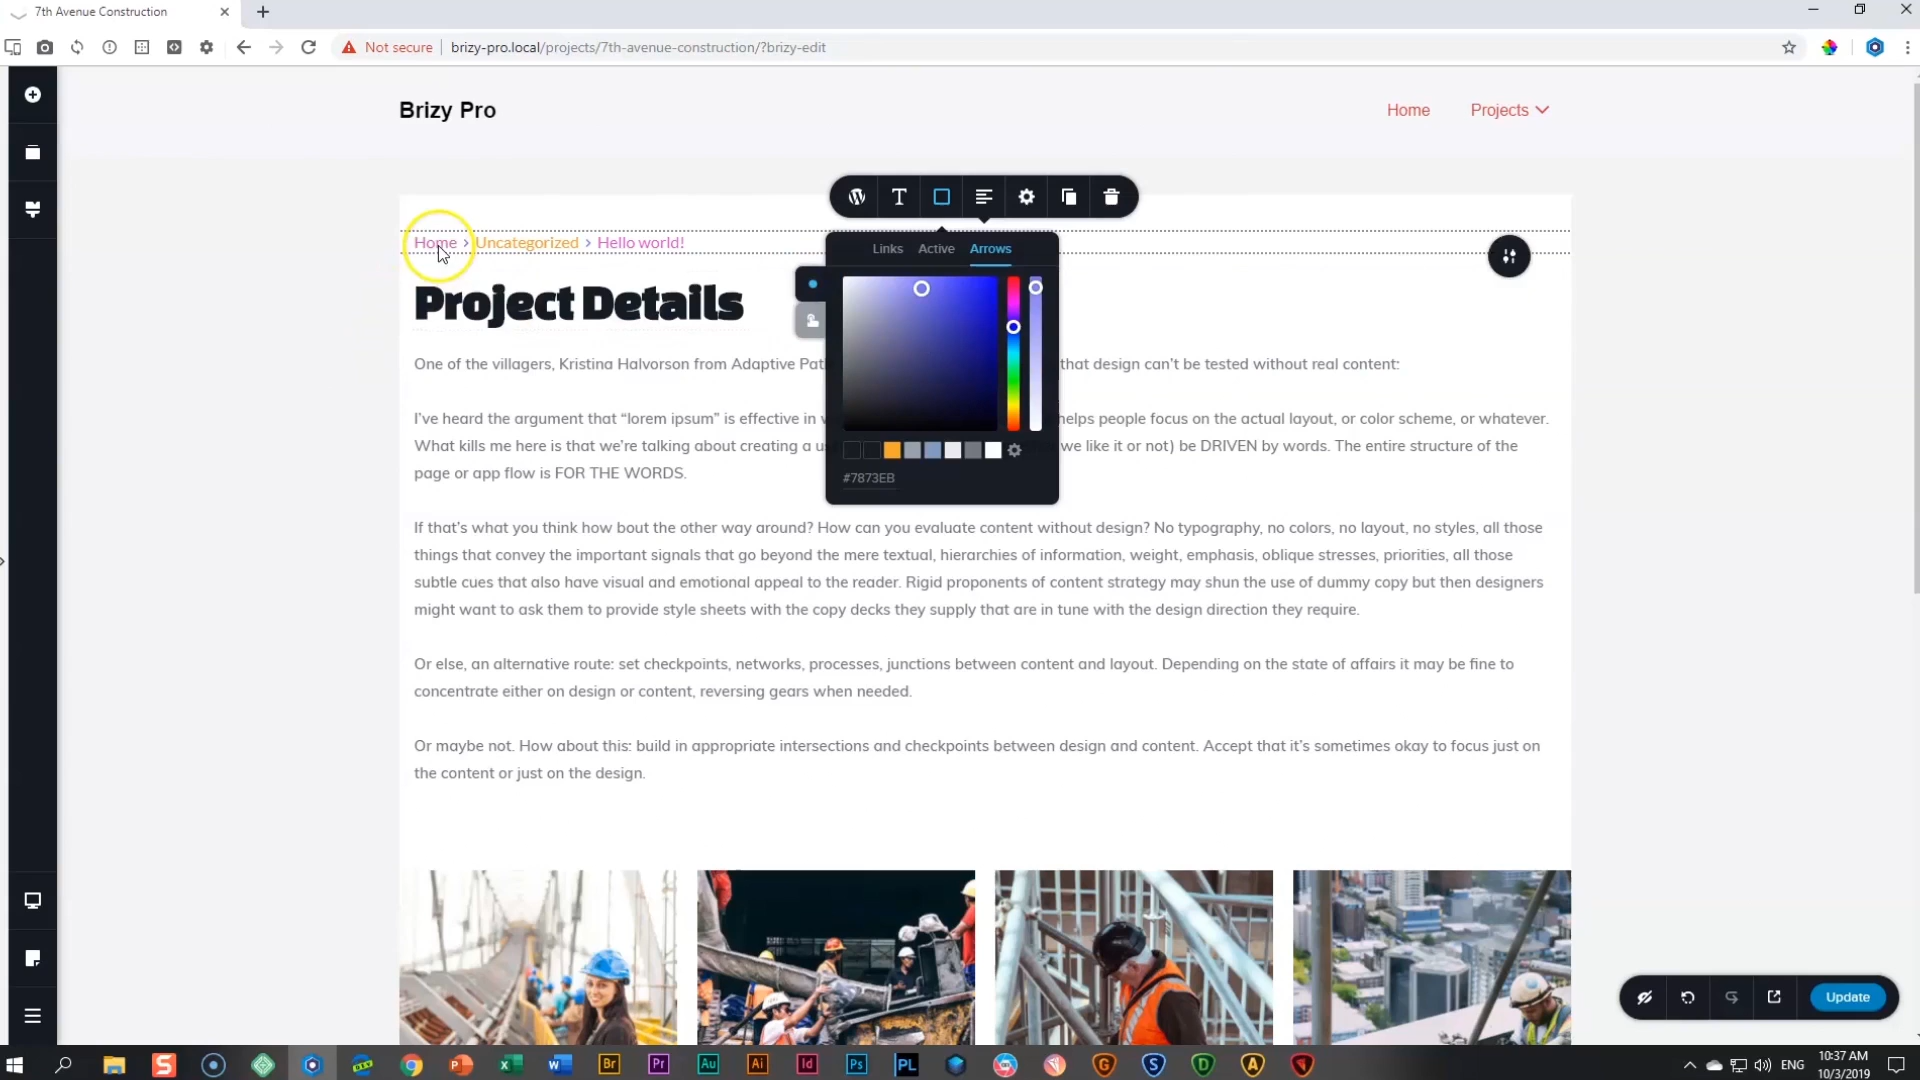 7th Avenue Construction
Not secure
brizy-pro.local/projects/7th-avenue-construction/?brizy-edit
Brizy Pro
Home
Projects
Home › Uncategorized › Hello world!
Links
Active
Arrows
#7873EB
Project Details
One of the villagers, Kristina Halvorson from Adaptive Pat that design can't be tested without real content:
I've heard the argument that “lorem ipsum” is effective in helps people focus on the actual layout, or color scheme, or whatever.
What kills me here is that we're talking about creating a we like it or not) be DRIVEN by words. The entire structure of the
page or app flow is FOR THE WORDS.
If that's what you think how bout the other way around? How can you evaluate content without design? No typography, no colors, no layout, no styles, all those
things that convey the important signals that go beyond the mere textual, hierarchies of information, weight, emphasis, oblique stresses, priorities, all those
subtle cues that also have visual and emotional appeal to the reader. Rigid proponents of content strategy may shun the use of dummy copy but then designers
might want to ask them to provide style sheets with the copy decks they supply that are in tune with the design direction they require.
Or else, an alternative route: set checkpoints, networks, processes, junctions between content and layout. Depending on the state of affairs it may be fine to
concentrate either on design or content, reversing gears when needed.
Or maybe not. How about this: build in appropriate intersections and checkpoints between design and content. Accept that it's sometimes okay to focus just on
the content or just on the design.
Update
Br
Pr
Au
Ai
Id
Ps
PL
ENG
10:37 AM
10/3/2019